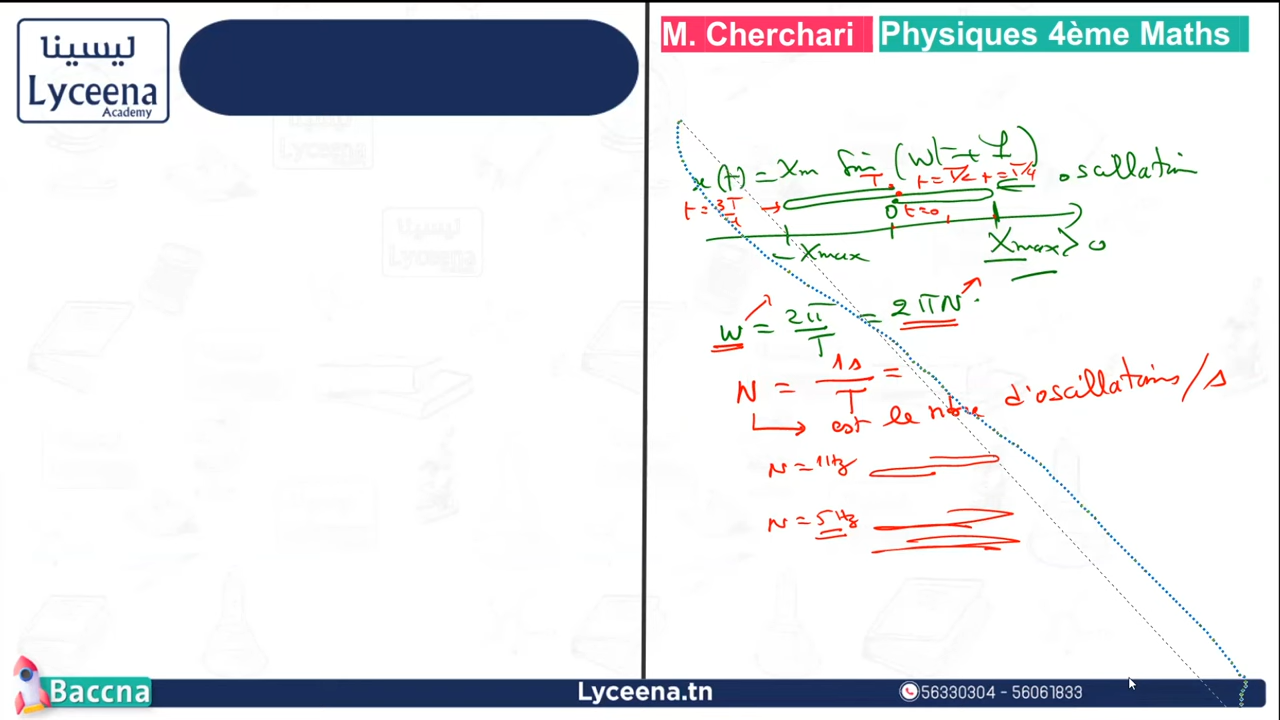 ليسينا
Lyceena
Academy
M. Cherchari Physiques 4ème Maths
x(t) = Xm Sin (Wt + φ) oscillation
T t=T/2 t=T/4
t=3T/4
0 t=0
-Xmax Xmax > 0
W = 2π/T = 2πN.
N = 1s/T =
est le nbre d'oscillations/s
N = 1Hz
N = 5Hz
Baccna
Lyceena.tn
56330304 - 56061833